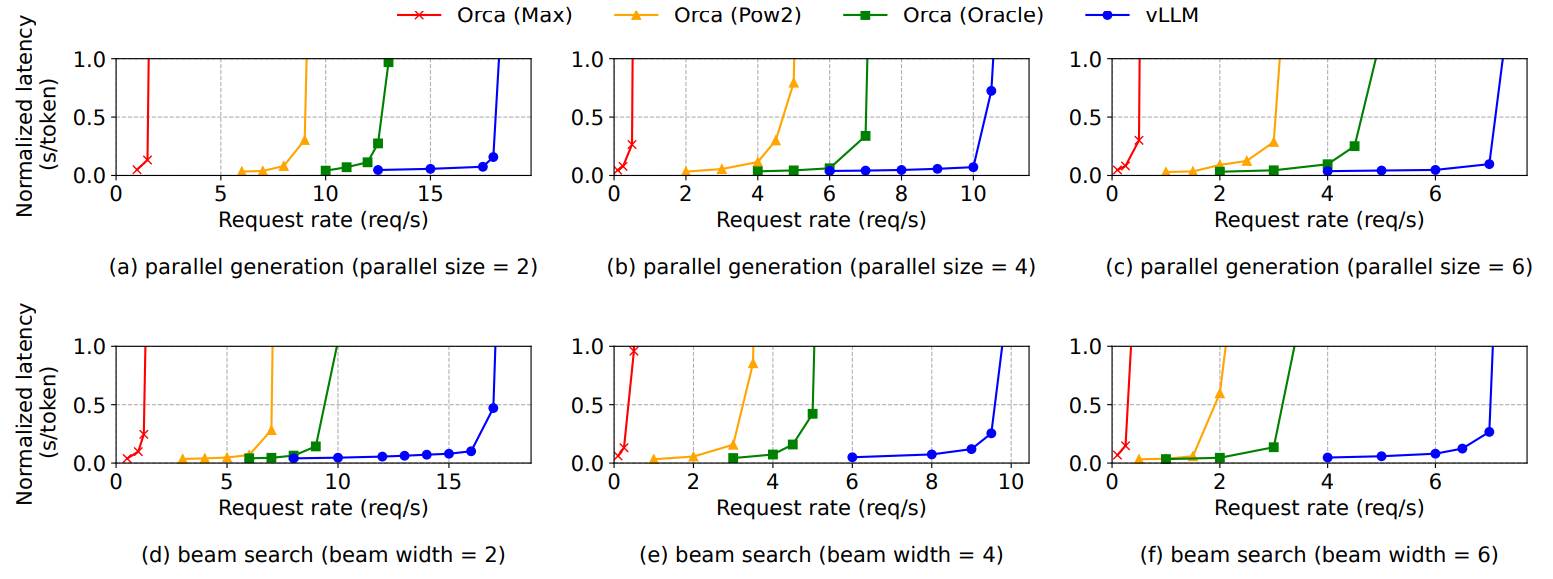 Orca (Max) Orca (Pow2) Orca (Oracle) vLLM
Normalized latency
(s/token)
1.0
0.5
0.0
0 5 10 15
Request rate (req/s)
(a) parallel generation (parallel size = 2)
1.0
0.5
0.0
0 2 4 6 8 10
Request rate (req/s)
(b) parallel generation (parallel size = 4)
1.0
0.5
0.0
0 2 4 6
Request rate (req/s)
(c) parallel generation (parallel size = 6)
Normalized latency
(s/token)
1.0
0.5
0.0
0 5 10 15
Request rate (req/s)
(d) beam search (beam width = 2)
1.0
0.5
0.0
0 2 4 6 8 10
Request rate (req/s)
(e) beam search (beam width = 4)
1.0
0.5
0.0
0 2 4 6
Request rate (req/s)
(f) beam search (beam width = 6)